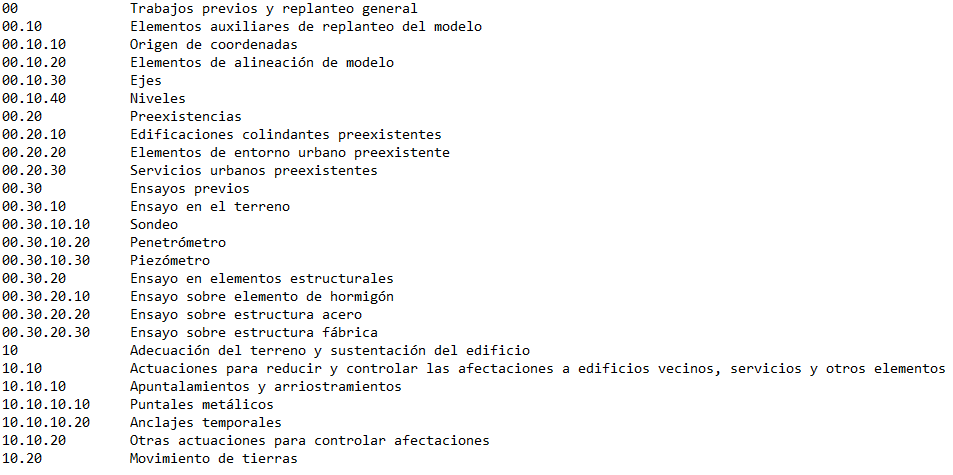 00 Trabajos previos y replanteo general
00.10 Elementos auxiliares de replanteo del modelo
00.10.10 Origen de coordenadas
00.10.20 Elementos de alineación de modelo
00.10.30 Ejes
00.10.40 Niveles
00.20 Preexistencias
00.20.10 Edificaciones colindantes preexistentes
00.20.20 Elementos de entorno urbano preexistente
00.20.30 Servicios urbanos preexistentes
00.30 Ensayos previos
00.30.10 Ensayo en el terreno
00.30.10.10 Sondeo
00.30.10.20 Penetrómetro
00.30.10.30 Piezómetro
00.30.20 Ensayo en elementos estructurales
00.30.20.10 Ensayo sobre elemento de hormigón
00.30.20.20 Ensayo sobre estructura acero
00.30.20.30 Ensayo sobre estructura fábrica
10 Adecuación del terreno y sustentación del edificio
10.10 Actuaciones para reducir y controlar las afectaciones a edificios vecinos, servicios y otros elementos
10.10.10 Apuntalamientos y arriostramientos
10.10.10.10 Puntales metálicos
10.10.10.20 Anclajes temporales
10.10.20 Otras actuaciones para controlar afectaciones
10.20 Movimiento de tierras